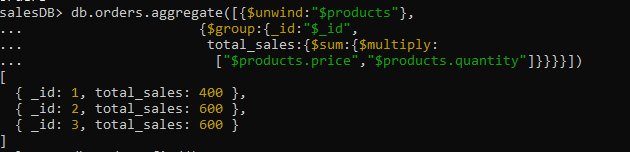 salesDB> db.orders.aggregate([{$unwind:"$products"},
... {$group:{_id:"$_id",
... total_sales:{$sum:{$multiply:
... ["$products.price","$products.quantity"]}}}}])
[
{ _id: 1, total_sales: 400 },
{ _id: 2, total_sales: 600 },
{ _id: 3, total_sales: 600 }
]